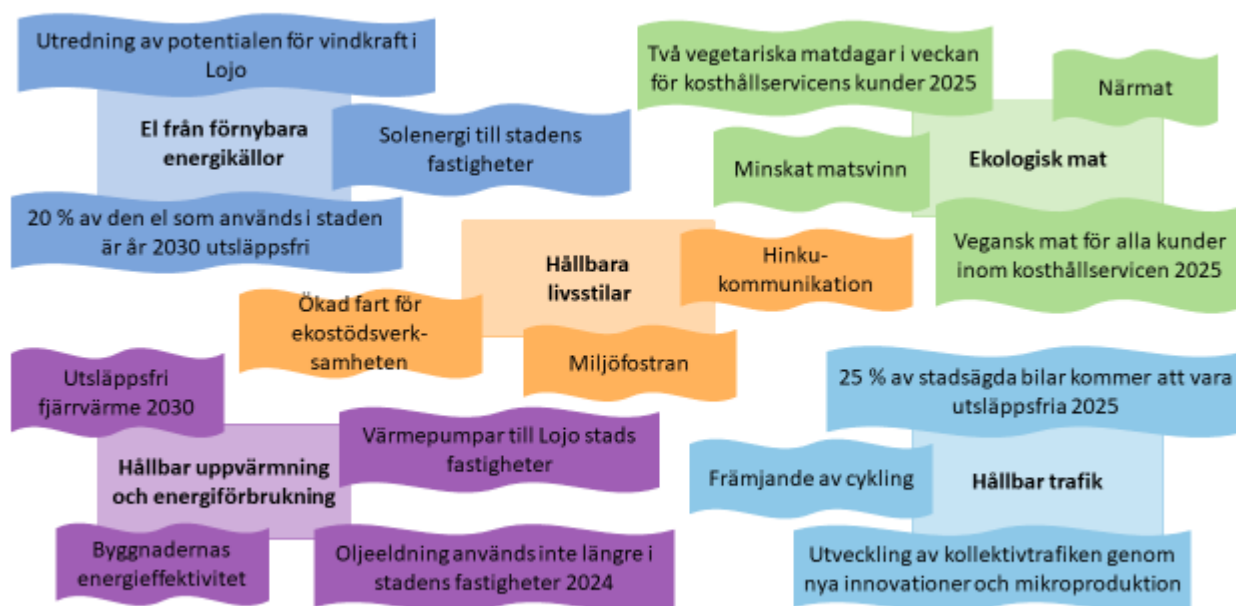 Utredning av potentialen för vindkraft i
Lojo
El från förnybara
energikällor
Solenergi till stadens
fastigheter
20 % av den el som används i staden
är år 2030 utsläppsfri
Två vegetariska matdagar i veckan
för kosthållservicens kunder 2025
Närmat
Minskat matsvinn
Ekologisk mat
Vegansk mat för alla kunder
inom kosthållservicen 2025
Hållbara
livsstilar
Hinku-
kommunikation
Ökad fart för
ekostödsverk-
samheten
Miljöfostran
Utsläppsfri
fjärrvärme 2030
Värmepumpar till Lojo stads
fastigheter
Hållbar uppvärmning
och energiförbrukning
Byggnadernas
energieffektivitet
Oljeeldning används inte längre i
stadens fastigheter 2024
25 % av stadsägda bilar kommer att vara
utsläppsfria 2025
Främjande av cykling
Hållbar trafik
Utveckling av kollektivtrafiken genom
nya innovationer och mikroproduktion